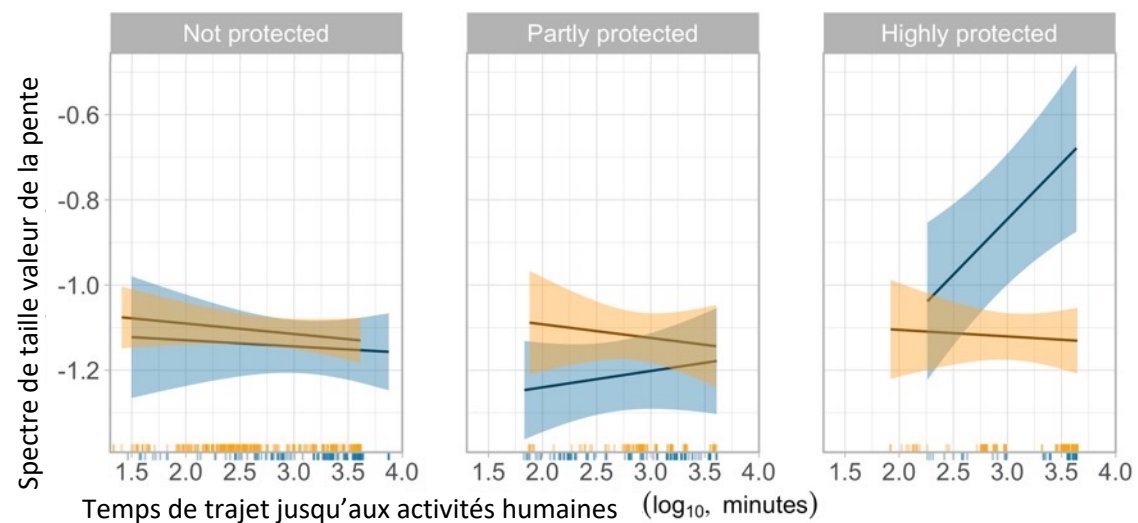 Not protected
Partly protected
Highly protected
Spectre de taille valeur de la pente
-0.6
-0.8
-1.0
-1.2
1.5 2.0 2.5 3.0 3.5 4.0
1.5 2.0 2.5 3.0 3.5 4.0
1.5 2.0 2.5 3.0 3.5 4.0
Temps de trajet jusqu’aux activités humaines (log10, minutes)